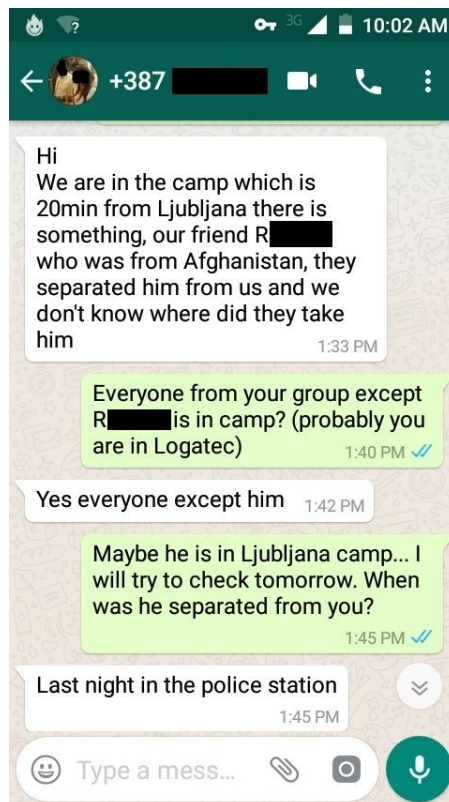 3G 10:02 AM
+387
Hi
We are in the camp which is
20min from Ljubljana there is
something, our friend R
who was from Afghanistan, they
separated him from us and we
don't know where did they take
him
1:33 PM
Everyone from your group except
R is in camp? (probably you
are in Logatec)
1:40 PM
Yes everyone except him 1:42 PM
Maybe he is in Ljubljana camp... I
will try to check tomorrow. When
was he separated from you?
1:45 PM
Last night in the police station
1:45 PM
Type a mess...